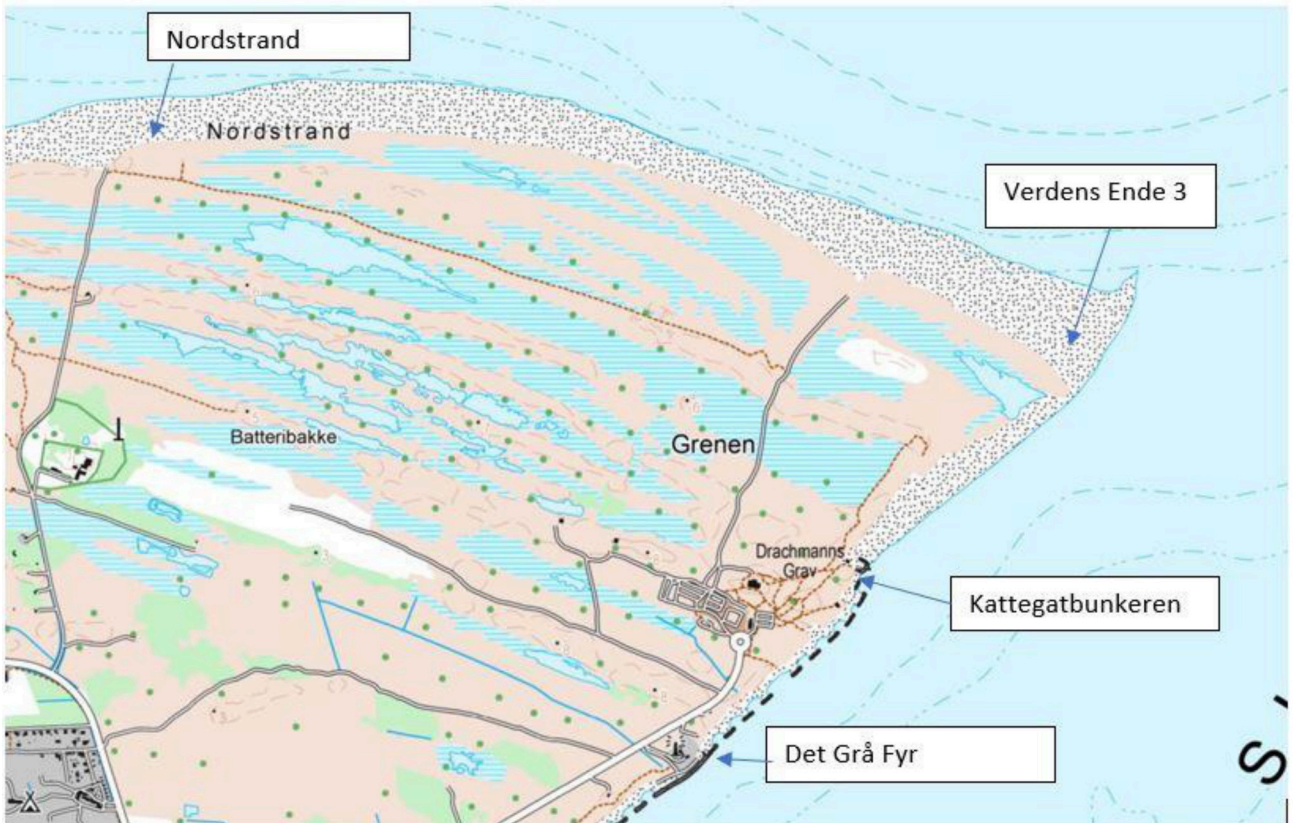 Nordstrand
Nordstrand
Verdens Ende 3
Batteribakke
Grenen
Drachmanns
Grav
Kattegatbunkeren
Det Grå Fyr
S